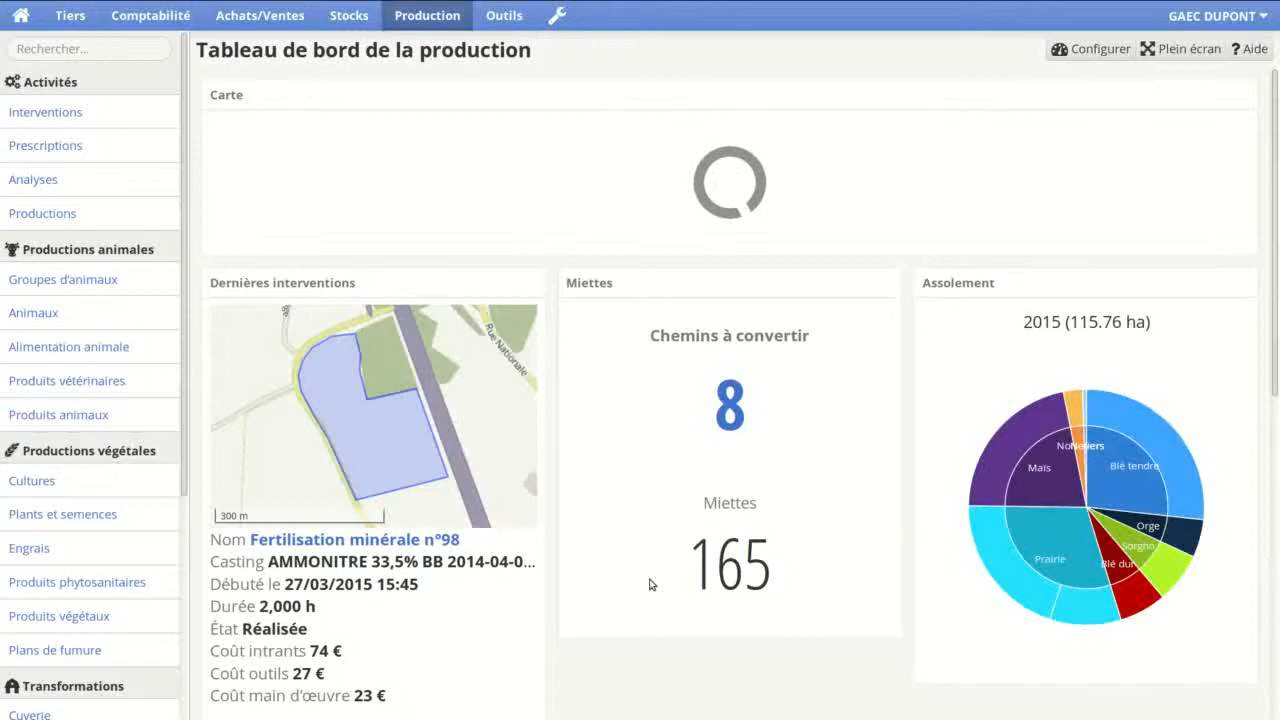 Tiers Comptabilité Achats/Ventes Stocks Production Outils GAEC DUPONT
Rechercher...
Activités
Interventions
Prescriptions
Analyses
Productions
Productions animales
Groupes d'animaux
Animaux
Alimentation animale
Produits vétérinaires
Produits animaux
Productions végétales
Cultures
Plants et semences
Engrais
Produits phytosanitaires
Produits végétaux
Plans de fumure
Transformations
Cuverie
Tableau de bord de la production
Configurer Plein écran ? Aide
Carte
Dernières interventions
Rue Nationale
300 m
Nom Fertilisation minérale n°98
Casting AMMONITRE 33,5% BB 2014-04-0...
Débuté le 27/03/2015 15:45
Durée 2,000 h
État Réalisée
Coût intrants 74 €
Coût outils 27 €
Coût main d'œuvre 23 €
Miettes
Chemins à convertir
8
Miettes
165
Assolement
2015 (115.76 ha)
Blé tendre
Maïs
Orge
Sorgho
Prairie
Blé dur